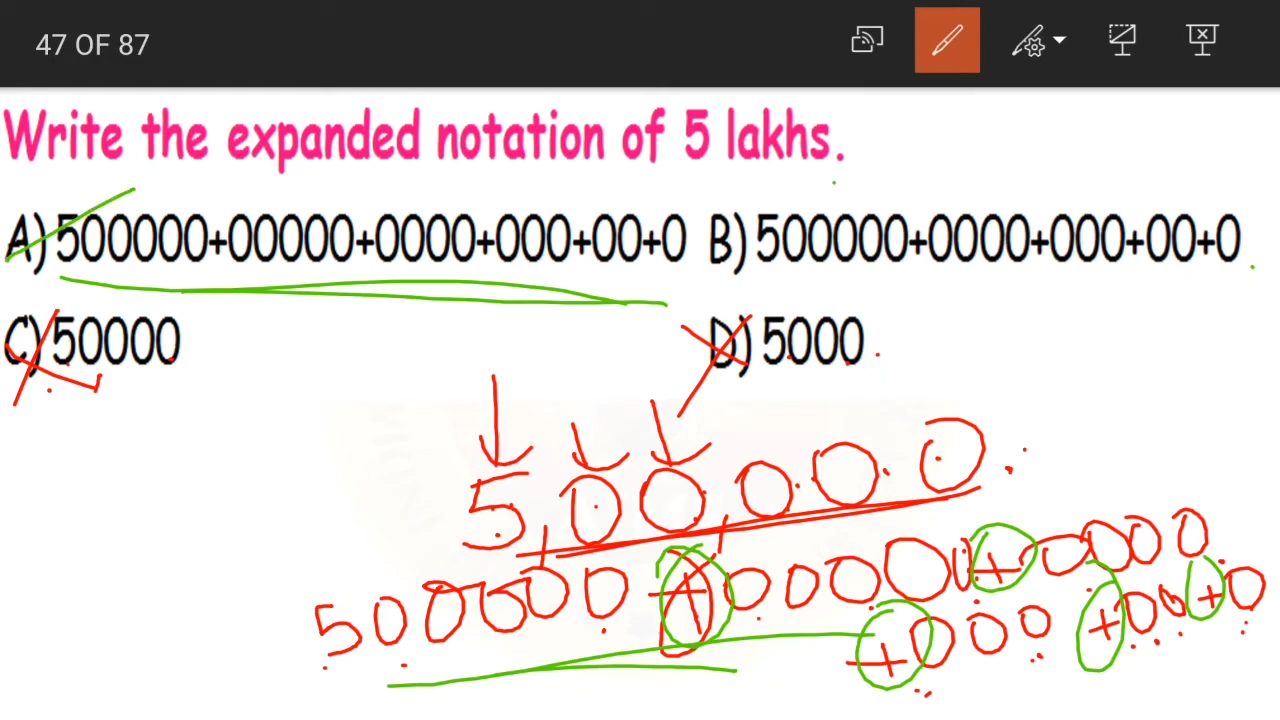 47 OF 87
Write the expanded notation of 5 lakhs.
A) 500000+00000+0000+000+00+0 B) 500000+0000+000+00+0
C) 50000 D) 5000
5,00,000
500000+00000+0000
+000+00+0